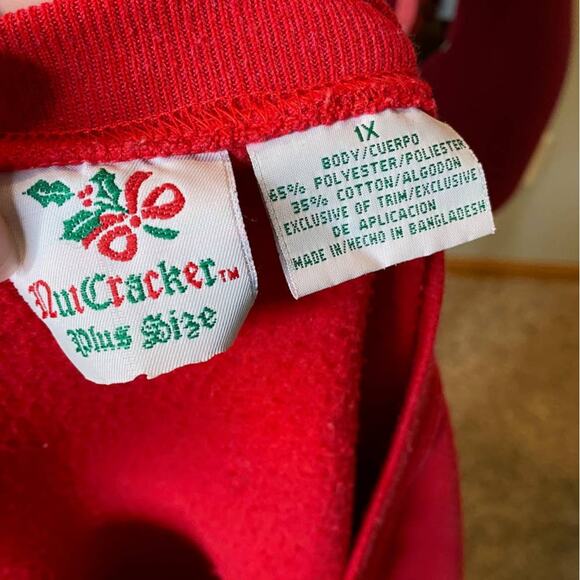 NutCracker™
Plus Size
1X
BODY/CUERPO
65% POLYESTER/POLIESTER
35% COTTON/ALGODON
EXCLUSIVE OF TRIM/EXCLUSIVE
DE APLICACION
MADE IN/HECHO EN BANGLADESH